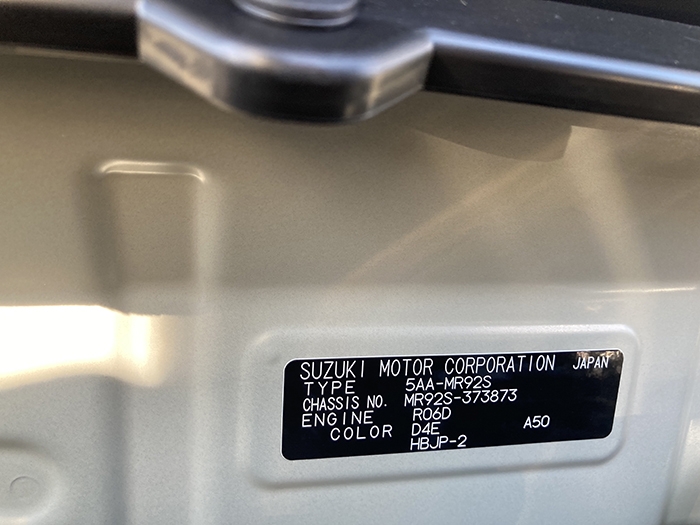 SUZUKI MOTOR CORPORATION JAPAN
TYPE 5AA-MR92S
CHASSIS NO. MR92S-373873
ENGINE R06D
COLOR D4E A50
HBJP-2